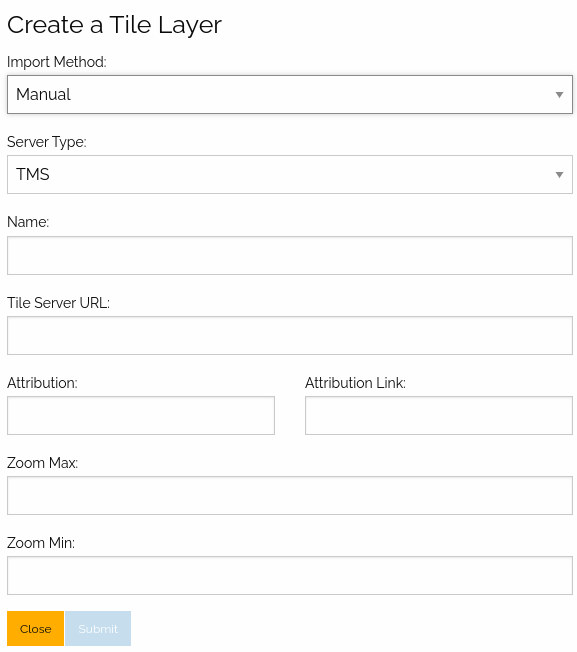 Create a Tile Layer
Import Method:
Manual
Server Type:
TMS
Name:
Tile Server URL:
Attribution:
Attribution Link:
Zoom Max:
Zoom Min:
Close
Submit